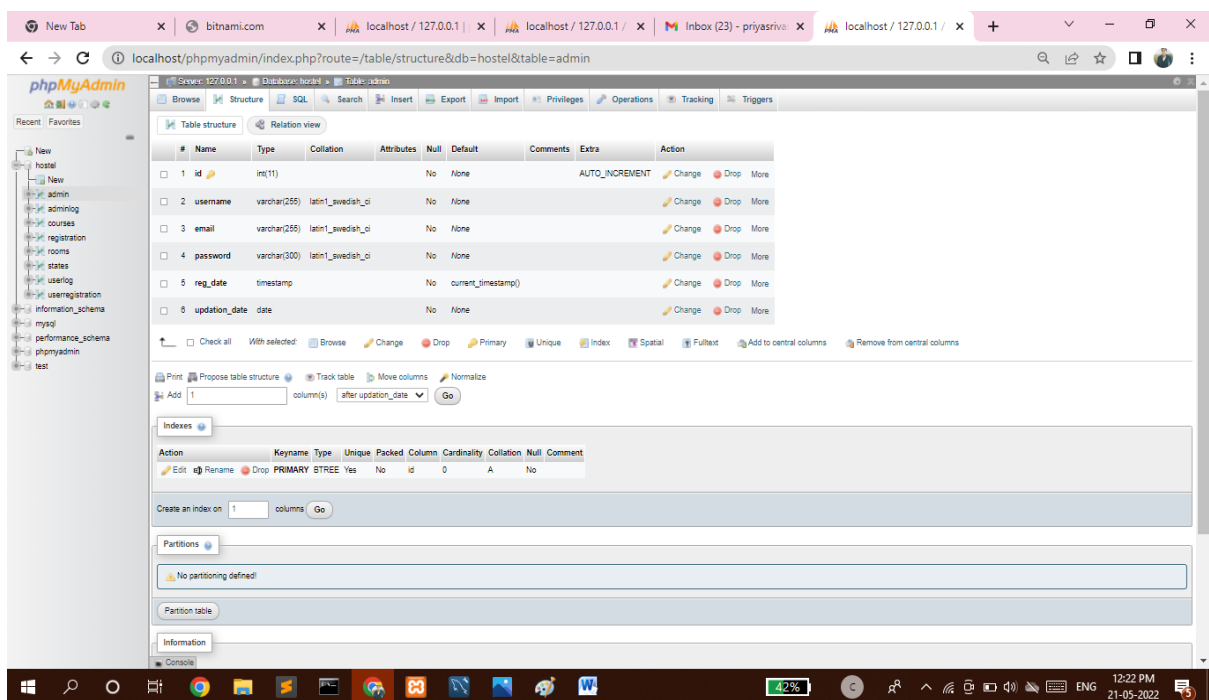 New Tab
bitnami.com
localhost / 127.0.0.1 |
localhost / 127.0.0.1 /
Inbox (23) - priyasriva
localhost / 127.0.0.1 /
localhost/phpmyadmin/index.php?route=/table/structure&db=hostel&table=admin
phpMyAdmin
Recent Favorites
New
hostel
New
admin
adminlog
courses
registration
rooms
states
userlog
userregistration
information_schema
mysql
performance_schema
phpmyadmin
test
Server: 127.0.0.1 » Database: hostel » Table: admin
Browse Structure SQL Search Insert Export Import Privileges Operations Tracking Triggers
Table structure Relation view
# Name Type Collation Attributes Null Default Comments Extra Action
1 id int(11) No None AUTO_INCREMENT Change Drop More
2 username varchar(255) latin1_swedish_ci No None Change Drop More
3 email varchar(255) latin1_swedish_ci No None Change Drop More
4 password varchar(300) latin1_swedish_ci No None Change Drop More
5 reg_date timestamp No current_timestamp() Change Drop More
6 updation_date date No None Change Drop More
Check all With selected: Browse Change Drop Primary Unique Index Spatial Fulltext Add to central columns Remove from central columns
Print Propose table structure Track table Move columns Normalize
Add 1 column(s) after updation_date Go
Indexes
Action Keyname Type Unique Packed Column Cardinality Collation Null Comment
Edit Rename Drop PRIMARY BTREE Yes No id 0 A No
Create an index on 1 columns Go
Partitions
No partitioning defined!
Partition table
Information
Console
42%
C
ENG
12:22 PM
21-05-2022
5